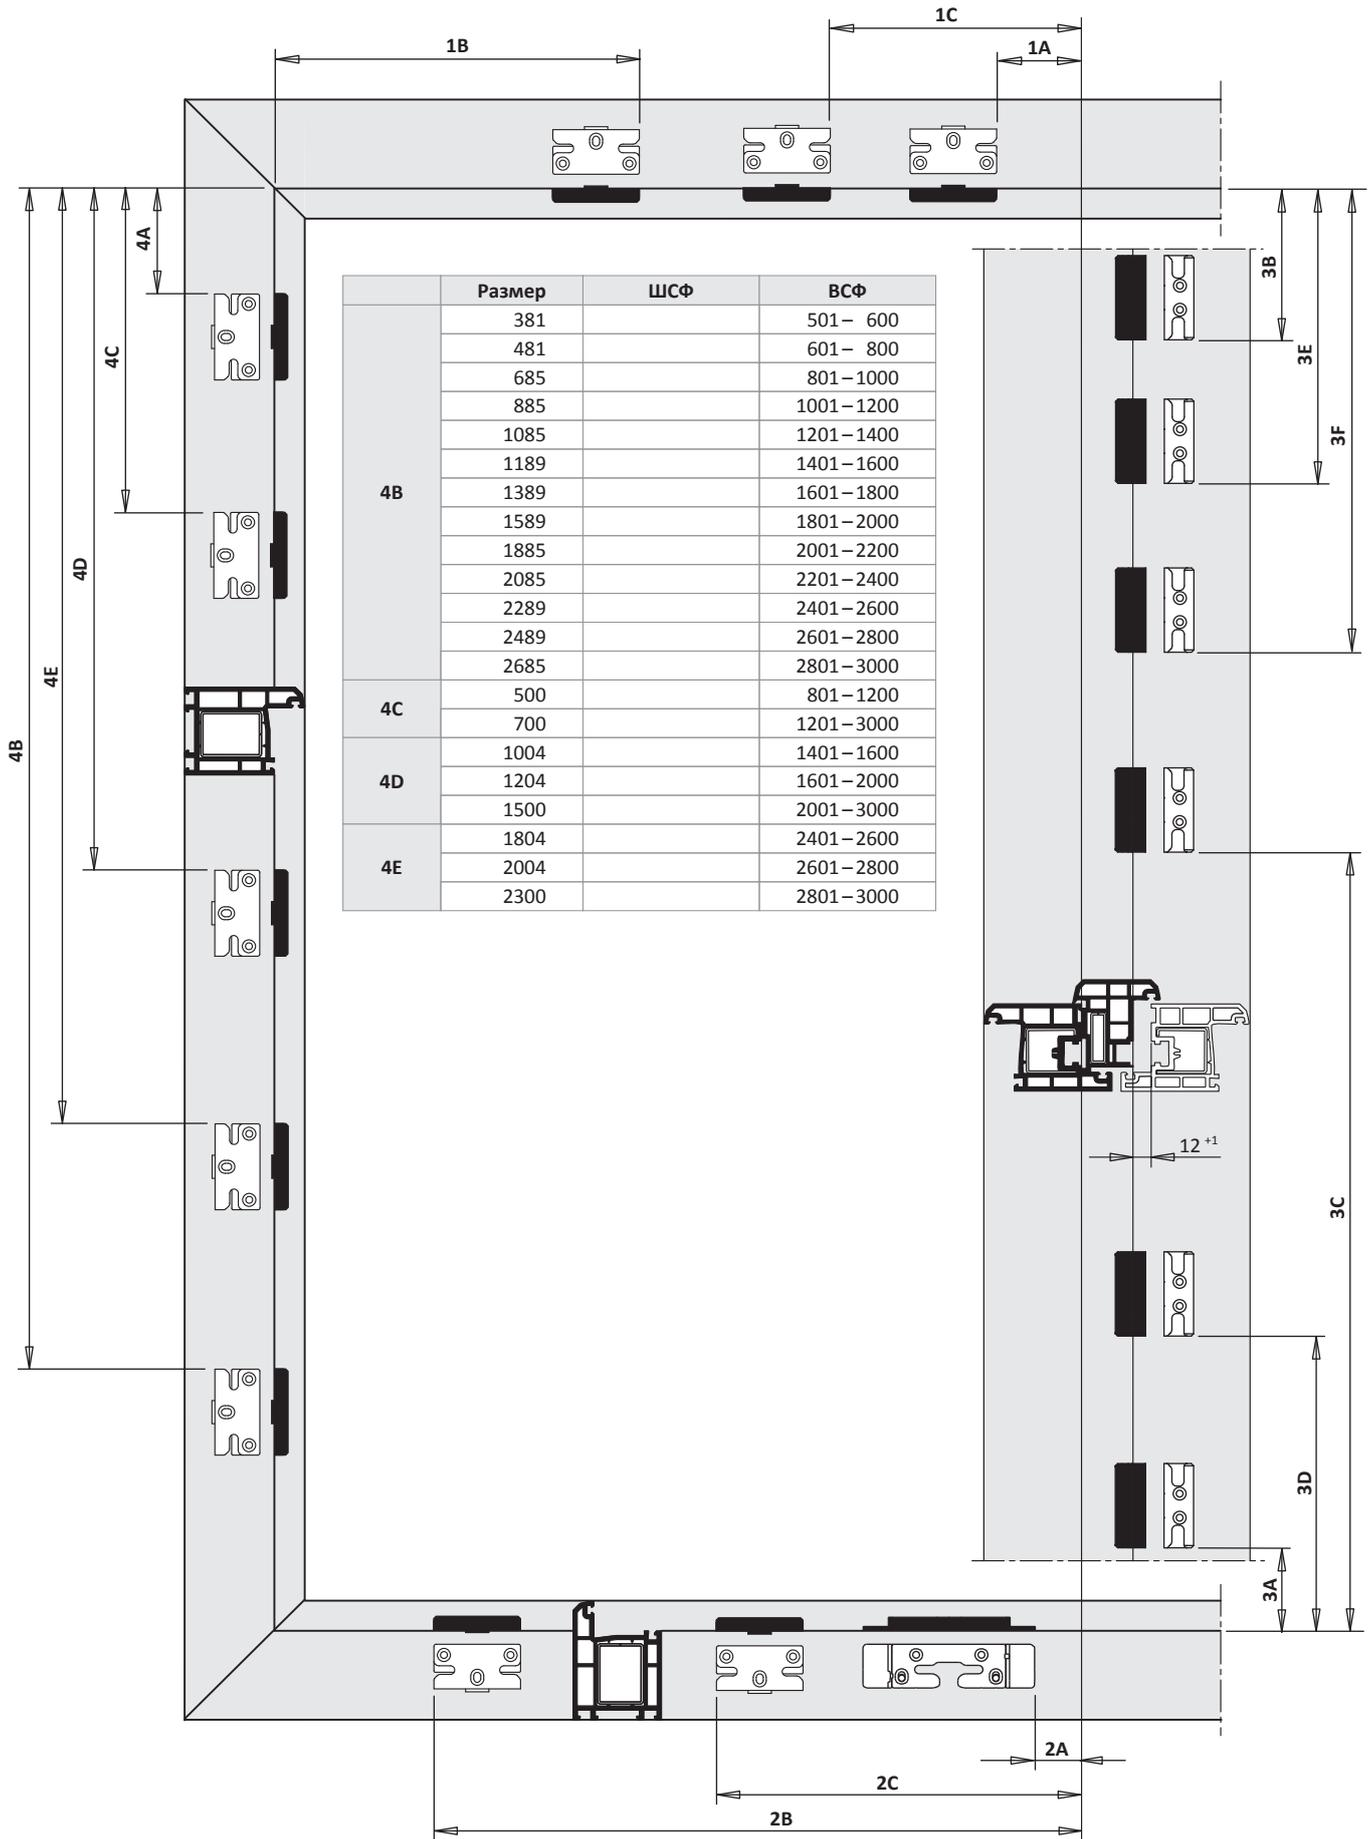 1C
1B
1A
4A
3B
4C
3E
3F
4D
4E
4B
Размер ШСФ ВСФ
4B
381 501– 600
481 601– 800
685 801–1000
885 1001–1200
1085 1201–1400
1189 1401–1600
1389 1601–1800
1589 1801–2000
1885 2001–2200
2085 2201–2400
2289 2401–2600
2489 2601–2800
2685 2801–3000
4C
500 801–1200
700 1201–3000
4D
1004 1401–1600
1204 1601–2000
1500 2001–3000
4E
1804 2401–2600
2004 2601–2800
2300 2801–3000
12 +1
3C
3D
3A
2A
2C
2B